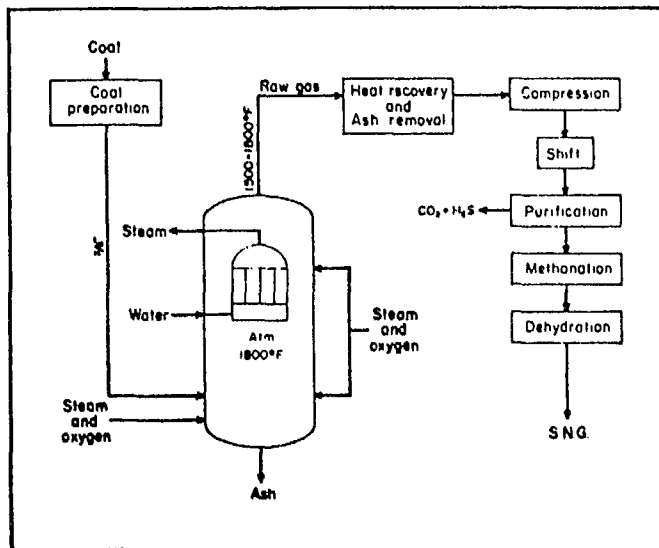 Coal
Coal
preparation
Raw gas
1500-1800°F
Heat recovery
and
Ash removal
Compression
Shift
CO₂ + H₂S
Purification
Methanation
Dehydration
S.N.G.
Steam
Water
Atm
1800°F
Steam
and
oxygen
Steam
and
oxygen
Ash